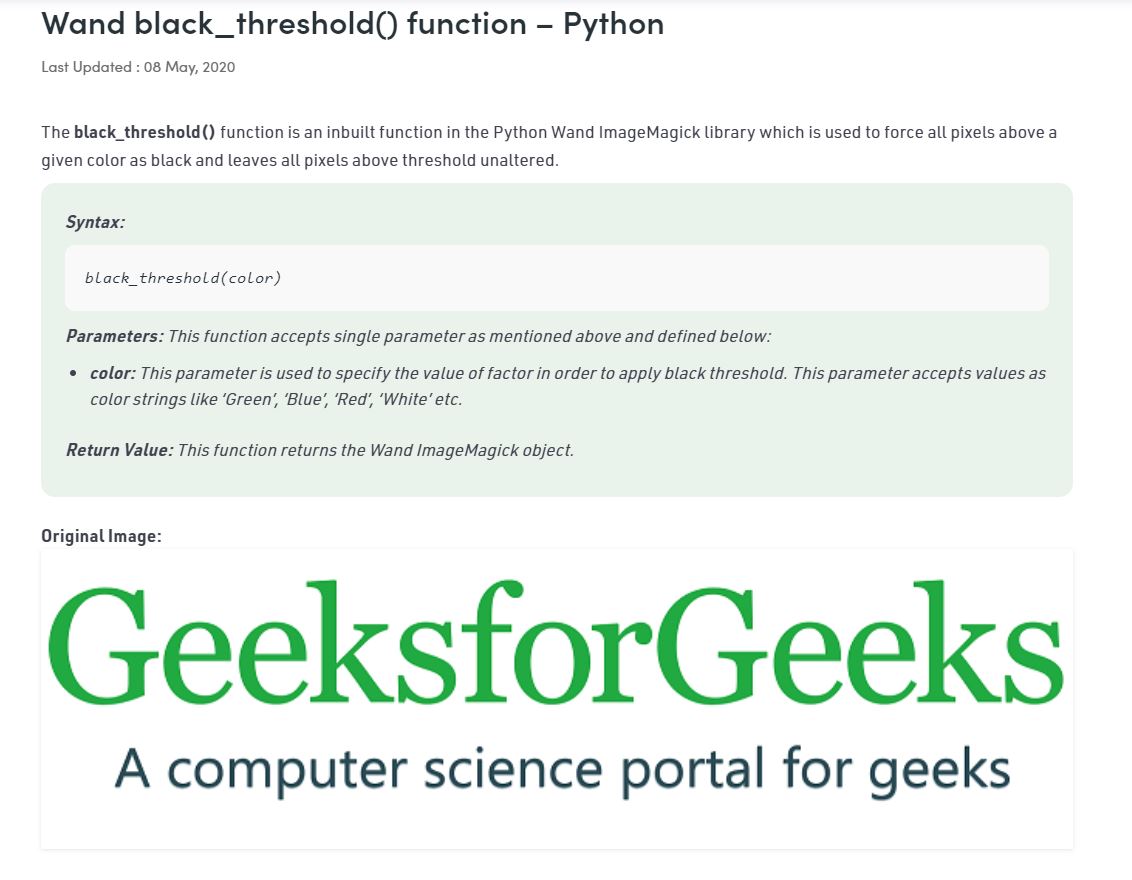 Wand black_threshold() function – Python
Last Updated : 08 May, 2020
The black_threshold() function is an inbuilt function in the Python Wand ImageMagick library which is used to force all pixels above a
given color as black and leaves all pixels above threshold unaltered.
Syntax:
black_threshold(color)
Parameters: This function accepts single parameter as mentioned above and defined below:
• color: This parameter is used to specify the value of factor in order to apply black threshold. This parameter accepts values as
color strings like ‘Green’, ‘Blue’, ‘Red’, ‘White’ etc.
Return Value: This function returns the Wand ImageMagick object.
Original Image:
GeeksforGeeks
A computer science portal for geeks